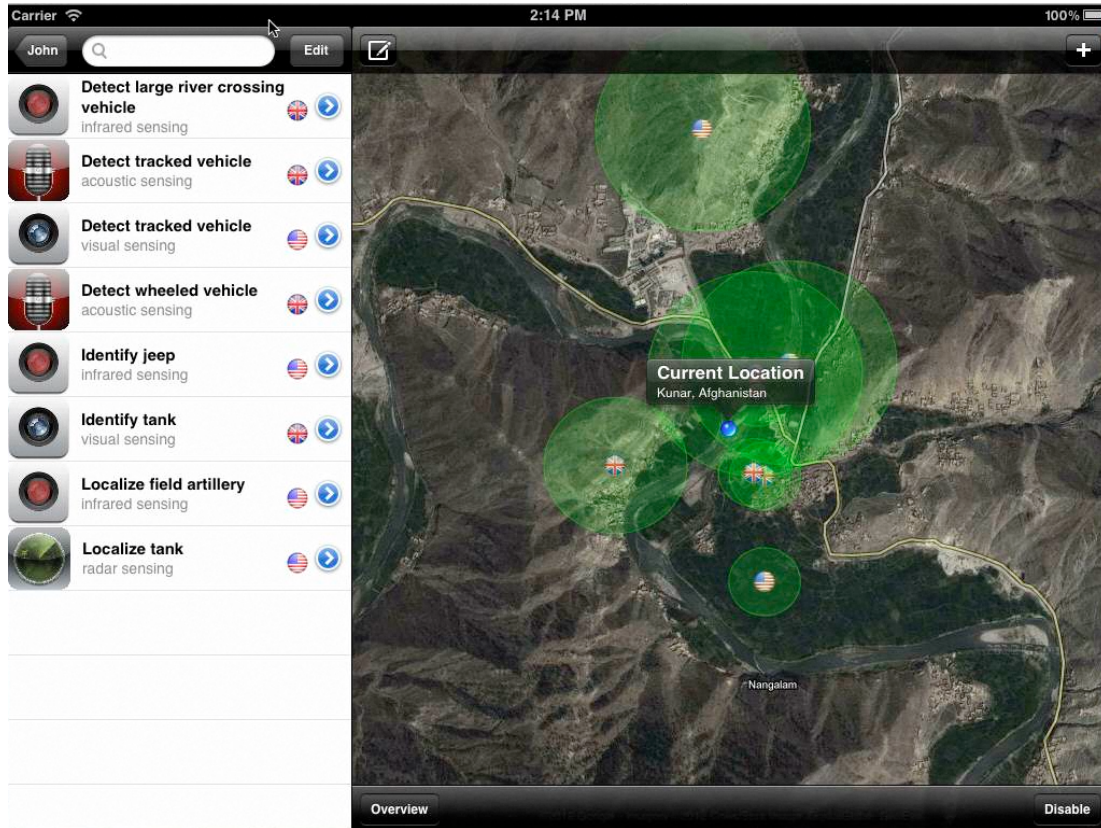 Carrier
2:14 PM
100%
John
Edit
Detect large river crossing
vehicle
infrared sensing
Detect tracked vehicle
acoustic sensing
Detect tracked vehicle
visual sensing
Detect wheeled vehicle
acoustic sensing
Identify jeep
infrared sensing
Identify tank
visual sensing
Localize field artillery
infrared sensing
Localize tank
radar sensing
Current Location
Kunar, Afghanistan
Nangalam
Overview
Disable